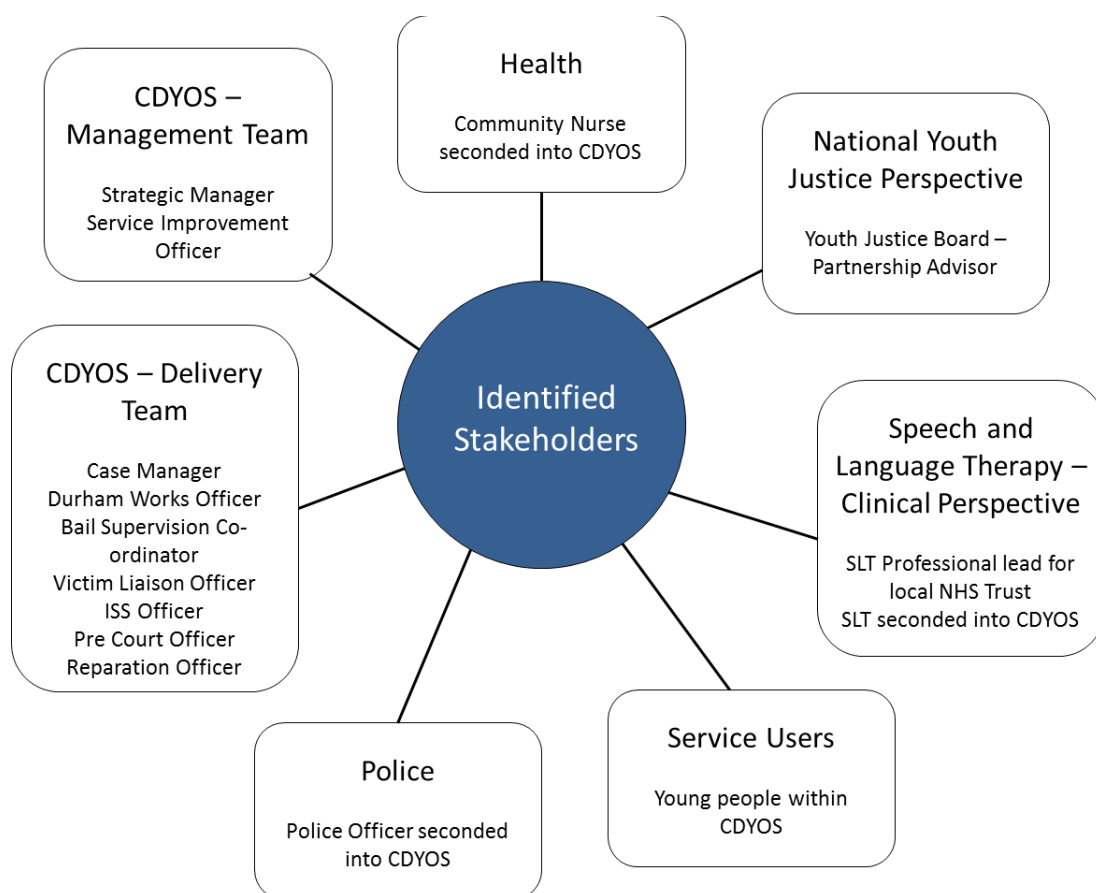 Health
Community Nurse
seconded into CDYOS
CDYOS –
Management Team
Strategic Manager
Service Improvement
Officer
National Youth
Justice Perspective
Youth Justice Board –
Partnership Advisor
CDYOS – Delivery
Team
Case Manager
Durham Works Officer
Bail Supervision Co-
ordinator
Victim Liaison Officer
ISS Officer
Pre Court Officer
Reparation Officer
Identified
Stakeholders
Speech and
Language Therapy –
Clinical Perspective
SLT Professional lead for
local NHS Trust
SLT seconded into CDYOS
Police
Police Officer seconded
into CDYOS
Service Users
Young people within
CDYOS